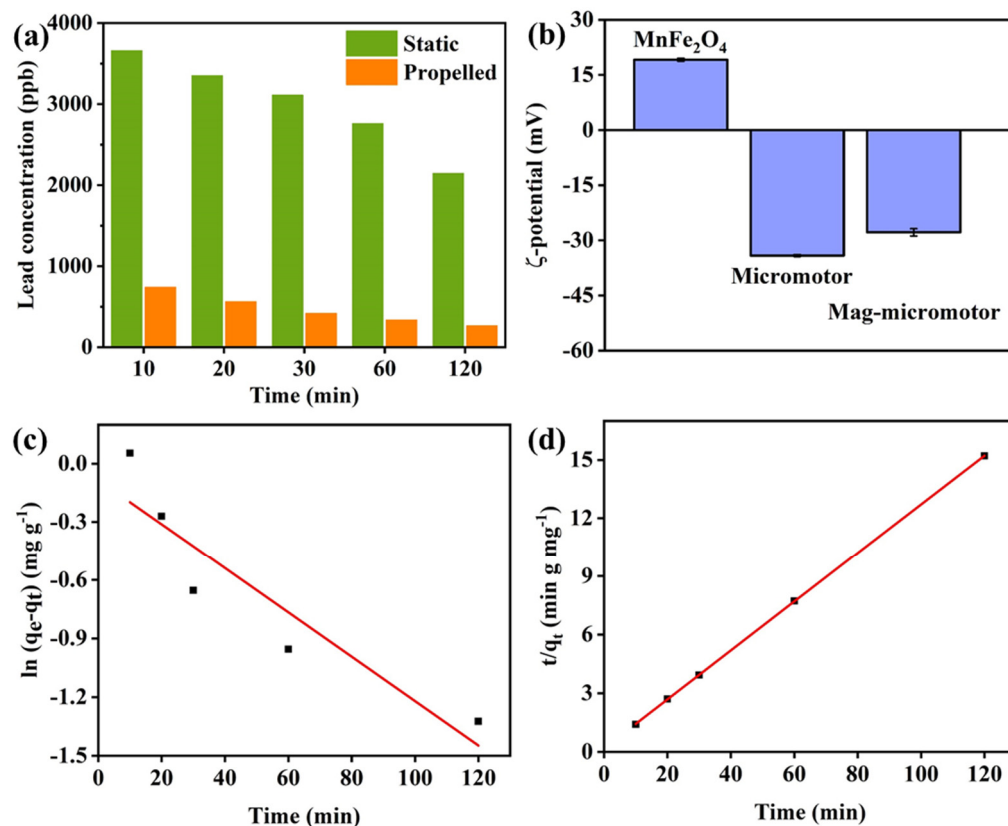 (a)
Lead concentration (ppb)
4000
3000
2000
1000
0
Static
Propelled
10 20 30 60 120
Time (min)
(b)
ζ-potential (mV)
15
0
-15
-30
-45
-60
MnFe₂O₄
Micromotor
Mag-micromotor
(c)
ln (qe-qt) (mg g⁻¹)
0.0
-0.3
-0.6
-0.9
-1.2
-1.5
0 20 40 60 80 100 120
Time (min)
(d)
t/qt (min g mg⁻¹)
15
12
9
6
3
0
0 20 40 60 80 100 120
Time (min)